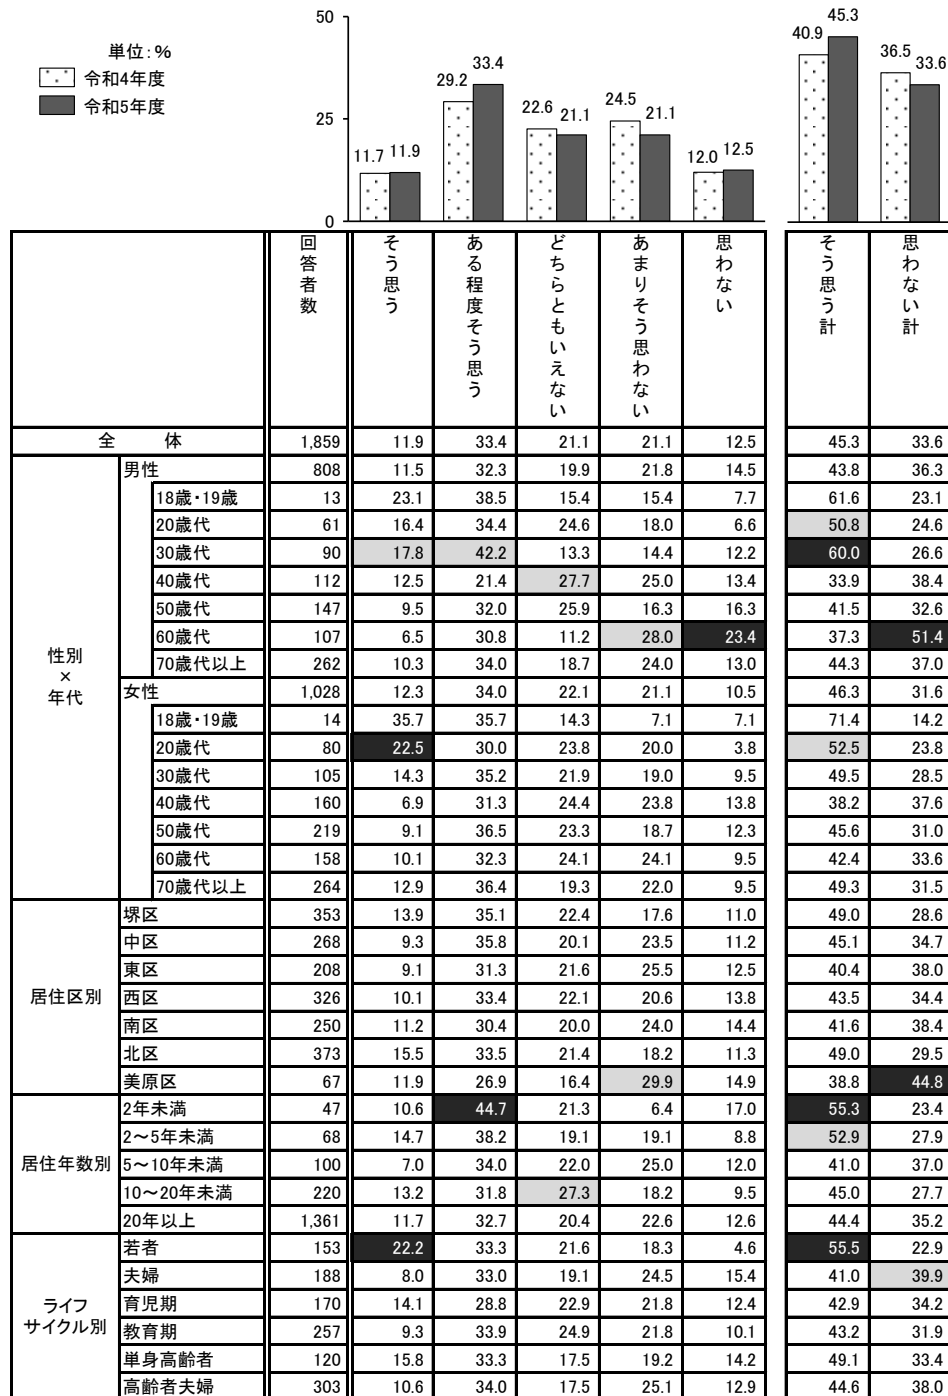 単位:%
令和4年度
令和5年度
50
25
0
11.7 11.9
29.2 33.4
22.6 21.1
24.5 21.1
12.0 12.5
40.9 45.3
36.5 33.6
回答者数 そう思う ある程度そう思う どちらともいえない あまりそう思わない 思わない そう思う計 思わない計
全 体 1,859 11.9 33.4 21.1 21.1 12.5 45.3 33.6
性別×年代
男性 808 11.5 32.3 19.9 21.8 14.5 43.8 36.3
18歳・19歳 13 23.1 38.5 15.4 15.4 7.7 61.6 23.1
20歳代 61 16.4 34.4 24.6 18.0 6.6 50.8 24.6
30歳代 90 17.8 42.2 13.3 14.4 12.2 60.0 26.6
40歳代 112 12.5 21.4 27.7 25.0 13.4 33.9 38.4
50歳代 147 9.5 32.0 25.9 16.3 16.3 41.5 32.6
60歳代 107 6.5 30.8 11.2 28.0 23.4 37.3 51.4
70歳代以上 262 10.3 34.0 18.7 24.0 13.0 44.3 37.0
女性 1,028 12.3 34.0 22.1 21.1 10.5 46.3 31.6
18歳・19歳 14 35.7 35.7 14.3 7.1 7.1 71.4 14.2
20歳代 80 22.5 30.0 23.8 20.0 3.8 52.5 23.8
30歳代 105 14.3 35.2 21.9 19.0 9.5 49.5 28.5
40歳代 160 6.9 31.3 24.4 23.8 13.8 38.2 37.6
50歳代 219 9.1 36.5 23.3 18.7 12.3 45.6 31.0
60歳代 158 10.1 32.3 24.1 24.1 9.5 42.4 33.6
70歳代以上 264 12.9 36.4 19.3 22.0 9.5 49.3 31.5
居住区別
堺区 353 13.9 35.1 22.4 17.6 11.0 49.0 28.6
中区 268 9.3 35.8 20.1 23.5 11.2 45.1 34.7
東区 208 9.1 31.3 21.6 25.5 12.5 40.4 38.0
西区 326 10.1 33.4 22.1 20.6 13.8 43.5 34.4
南区 250 11.2 30.4 20.0 24.0 14.4 41.6 38.4
北区 373 15.5 33.5 21.4 18.2 11.3 49.0 29.5
美原区 67 11.9 26.9 16.4 29.9 14.9 38.8 44.8
居住年数別
2年未満 47 10.6 44.7 21.3 6.4 17.0 55.3 23.4
2～5年未満 68 14.7 38.2 19.1 19.1 8.8 52.9 27.9
5～10年未満 100 7.0 34.0 22.0 25.0 12.0 41.0 37.0
10～20年未満 220 13.2 31.8 27.3 18.2 9.5 45.0 27.7
20年以上 1,361 11.7 32.7 20.4 22.6 12.6 44.4 35.2
ライフサイクル別
若者 153 22.2 33.3 21.6 18.3 4.6 55.5 22.9
夫婦 188 8.0 33.0 19.1 24.5 15.4 41.0 39.9
育児期 170 14.1 28.8 22.9 21.8 12.4 42.9 34.2
教育期 257 9.3 33.9 24.9 21.8 10.1 43.2 31.9
単身高齢者 120 15.8 33.3 17.5 19.2 14.2 49.1 33.4
高齢者夫婦 303 10.6 34.0 17.5 25.1 12.9 44.6 38.0